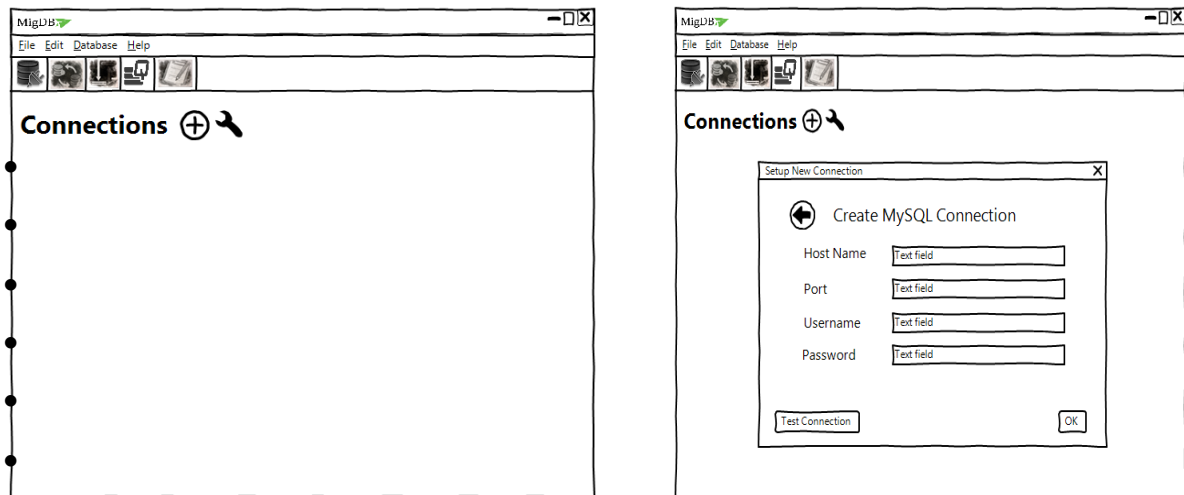 MigDB
File Edit Database Help
Connections
MigDB
File Edit Database Help
Connections
Setup New Connection
Create MySQL Connection
Host Name Text field
Port Text field
Username Text field
Password Text field
Test Connection OK